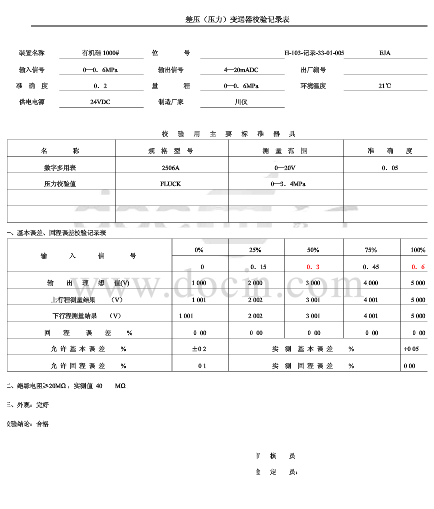 差压（压力）变送器校验记录表
装置名称 有机硅1000# 位 号 H-103-记录-33-01-005 EJA
输入信号 0—0．6MPa 输出信号 4—20mADC 出厂编号
准 确 度 0．2 量 程 0—0．6MPa 环境温度 21℃
供电电源 24VDC 制造厂家 川仪
校 验 用 主 要 标 准 器 具
名 称 规 格 型 号 测 量 范 围 准 确 度
数字多用表 2506A 0—20V 0．05
压力校验仪 FLUCK 0—3．4MPa
一、基本误差、回程误差校验记录表
输 入 信 号 0% 25% 50% 75% 100%
0 0．15 0．3 0．45 0．6
输 出 理 想 值(V) 1 000 2 000 3 000 4 000 5 000
上行程测量结果 （V） 1 001 2 002 3 001 4 000 5 000
下行程测量结果 （V） 1 001 2 002 3 001 4 001 5 000
回 程 误 差 % 0 00 0 00 0 00 0 00 0 00
允 许 基 本 误 差 % ±0 2 实 测 基 本 误 差 % +0 05
允 许 回 程 误 差 % 0 1 实 测 回 程 误 差 % 0 00
二、绝缘电阻≥20MΩ；实测值 40 MΩ
三、外观：完好
校验结论：合格
核 员
定 员：
www.docin.com